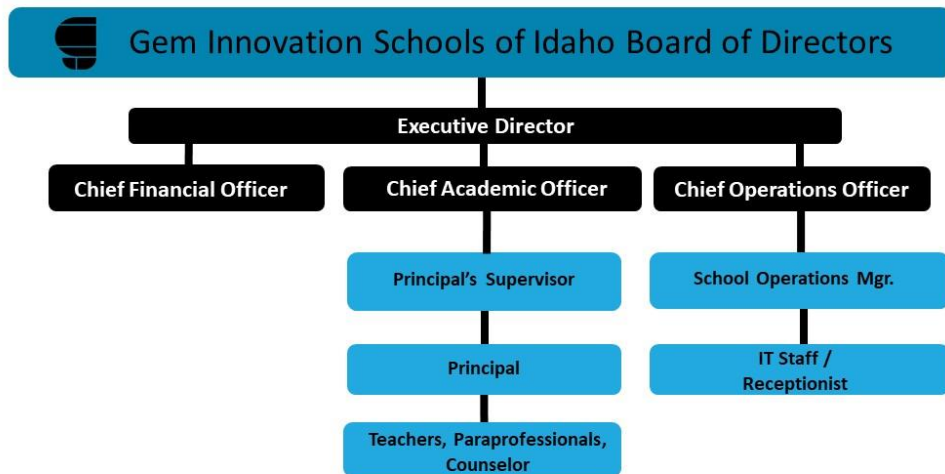 Gem Innovation Schools of Idaho Board of Directors
Executive Director
Chief Financial Officer
Chief Academic Officer
Chief Operations Officer
Principal's Supervisor
School Operations Mgr.
Principal
IT Staff /
Receptionist
Teachers, Paraprofessionals,
Counselor